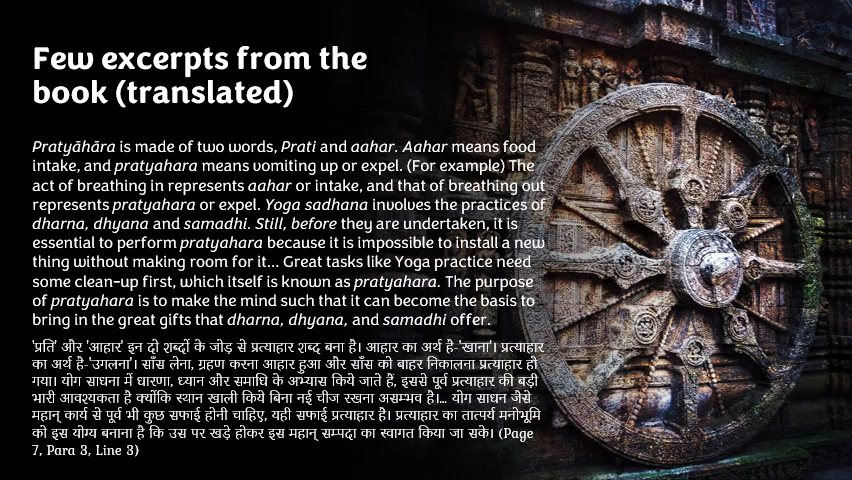 Few excerpts from the
book (translated)
Pratyāhāra is made of two words, Prati and aahar. Aahar means food
intake, and pratyahara means vomiting up or expel. (For example) The
act of breathing in represents aahar or intake, and that of breathing out
represents pratyahara or expel. Yoga sadhana involves the practices of
dharna, dhyana and samadhi. Still, before they are undertaken, it is
essential to perform pratyahara because it is impossible to install a new
thing without making room for it... Great tasks like Yoga practice need
some clean-up first, which itself is known as pratyahara. The purpose
of pratyahara is to make the mind such that it can become the basis to
bring in the great gifts that dharna, dhyana, and samadhi offer.
'प्रति' और 'आहार' इन दो शब्दों के जोड़ से प्रत्याहार शब्द बना है। आहार का अर्थ है-'खाना'। प्रत्याहार
का अर्थ है-'उगलना'। साँस लेना, ग्रहण करना आहार हुआ और साँस को बाहर निकालना प्रत्याहार हो
गया। योग साधना में धारणा, ध्यान और समाधि के अभ्यास किये जाते हैं, इससे पूर्व प्रत्याहार की बड़ी
भारी आवश्यकता है क्योंकि स्थान खाली किये बिना नई चीज रखना असम्भव है।... योग साधन जैसे
महान् कार्य से पूर्व भी कुछ सफाई होनी चाहिए, यही सफाई प्रत्याहार है। प्रत्याहार का तात्पर्य मनोभूमि
को इस योग्य बनाना है कि उस पर खड़े होकर इस महान् सम्पदा का स्वागत किया जा सके। (Page
7, Para 3, Line 3)